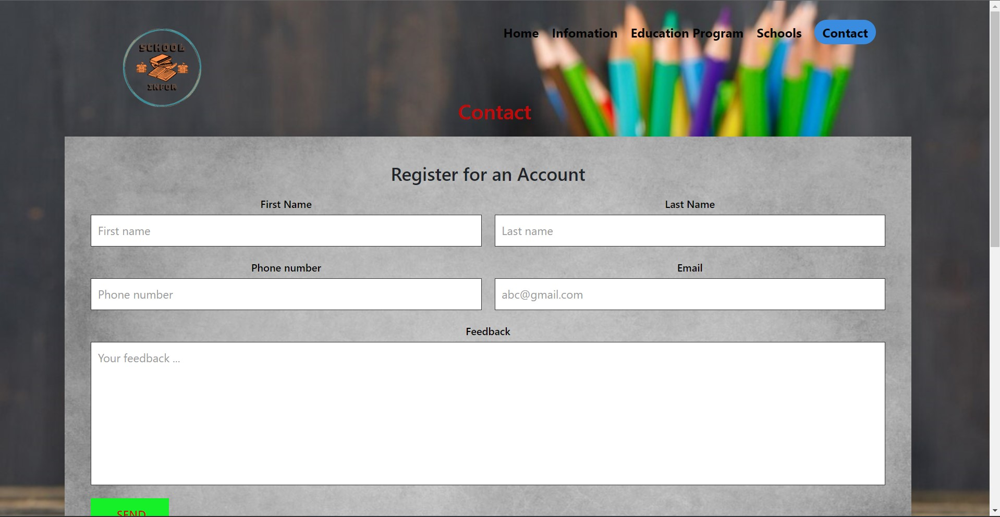 SCHOOL
INFOR
Home Infomation Education Program Schools Contact
Contact
Register for an Account
First Name
Last Name
First name
Last name
Phone number
Email
Phone number
abc@gmail.com
Feedback
Your feedback ...
SEND